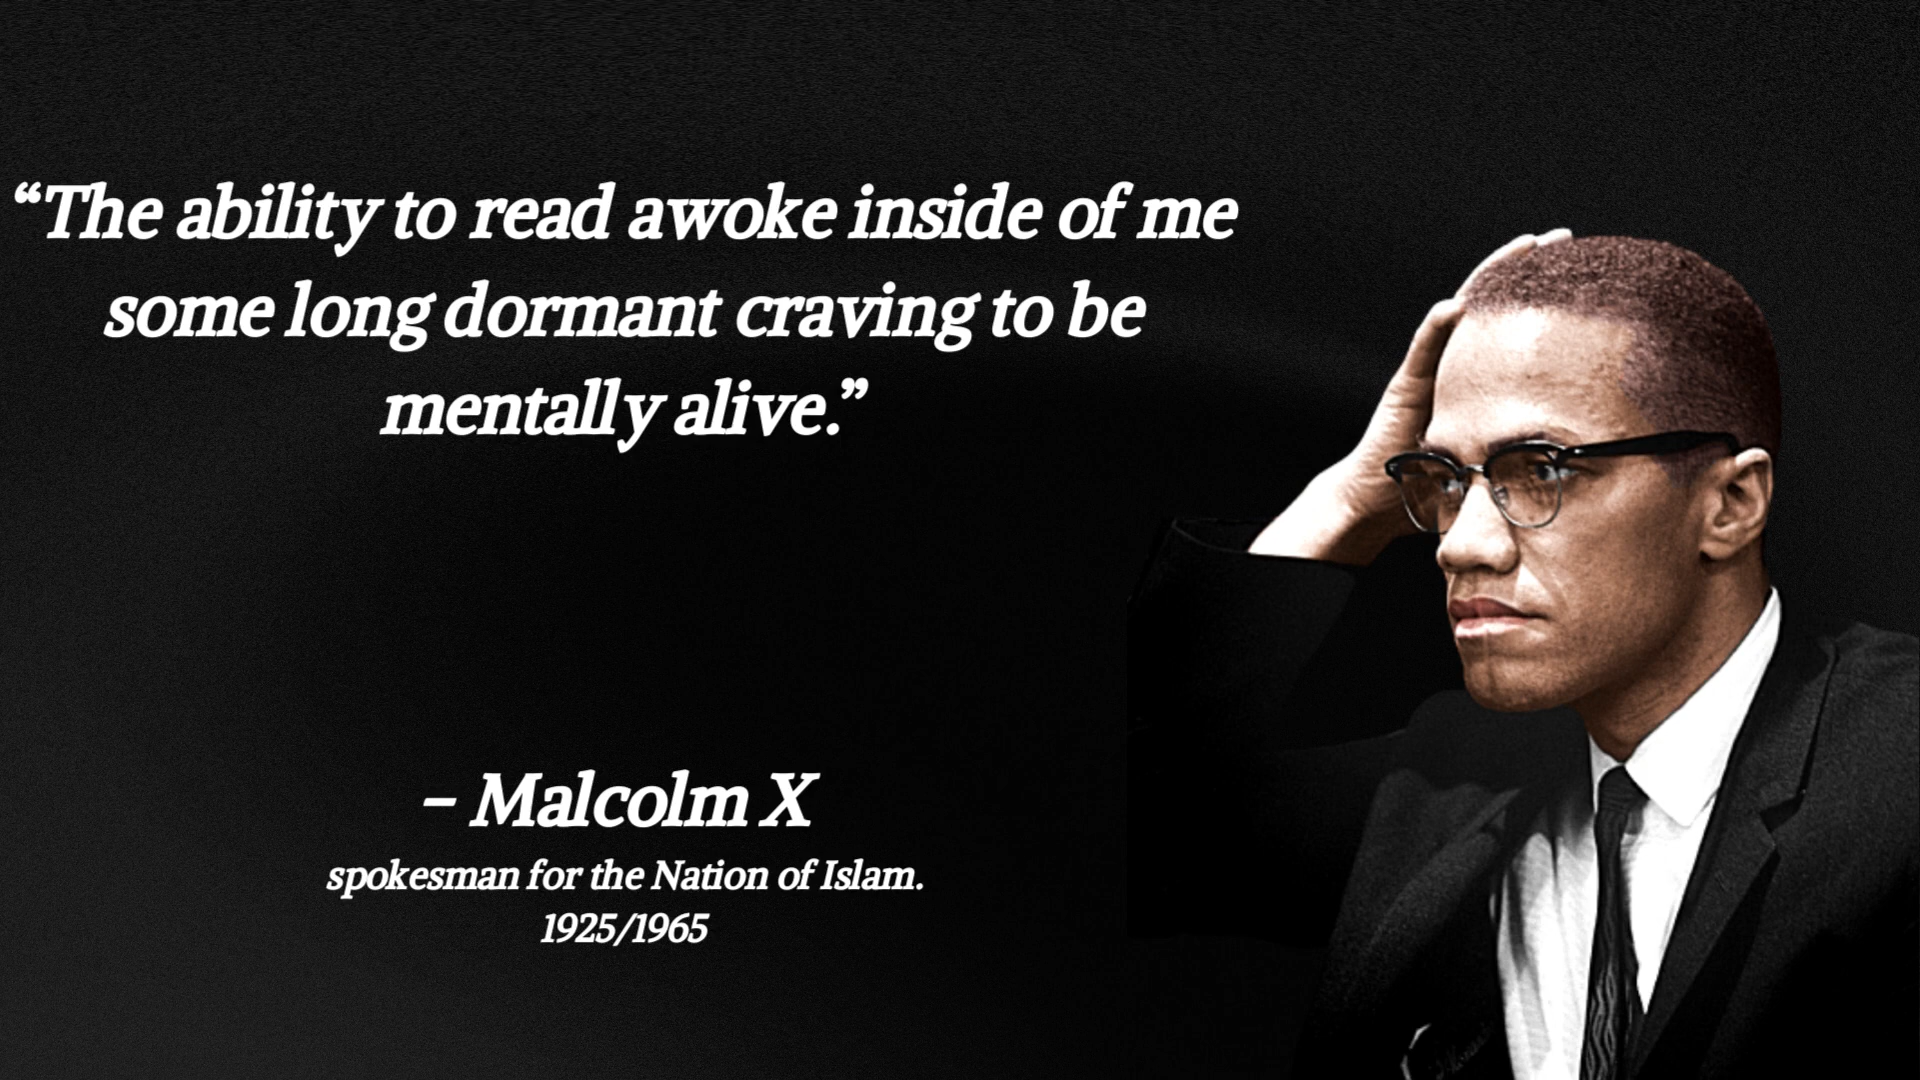 “The ability to read awoke inside of me
some long dormant craving to be
mentally alive.”
– Malcolm X
spokesman for the Nation of Islam.
1925/1965